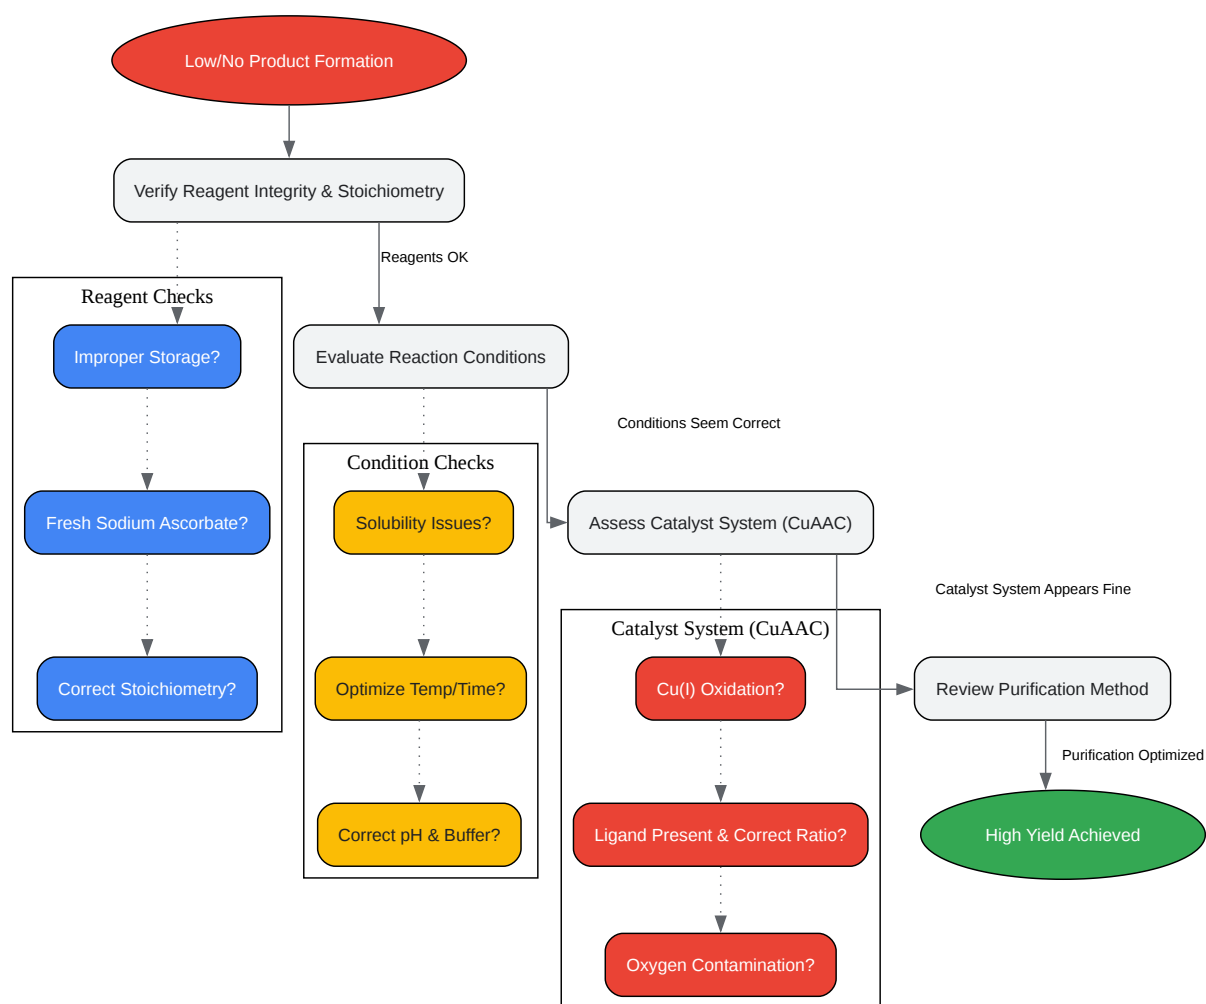 Low/No Product Formation
Verify Reagent Integrity & Stoichiometry
Reagents OK
Reagent Checks
Improper Storage?
Evaluate Reaction Conditions
Conditions Seem Correct
Condition Checks
Fresh Sodium Ascorbate?
Solubility Issues?
Assess Catalyst System (CuAAC)
Catalyst System Appears Fine
Catalyst System (CuAAC)
Correct Stoichiometry?
Optimize Temp/Time?
Cu(I) Oxidation?
Review Purification Method
Purification Optimized
Correct pH & Buffer?
Ligand Present & Correct Ratio?
High Yield Achieved
Oxygen Contamination?